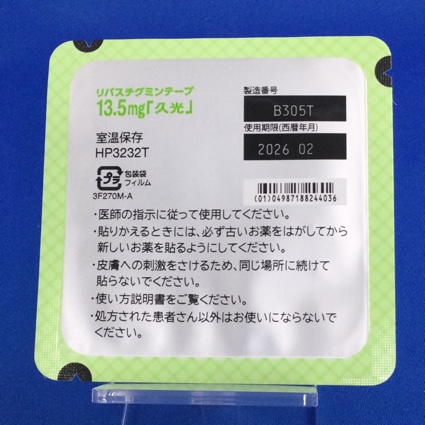 リバスチグミンテープ
13.5mg「久光」
製造番号
B305T
使用期限(西暦年月)
2026 02
室温保存
HP3232T
プラ 包装袋
フィルム
3F270M-A
(01)04987188244036
・医師の指示に従って使用してください。
・貼りかえるときには、必ず古いお薬をはがしてから
新しいお薬を貼るようにしてください。
・皮膚への刺激をさけるため、同じ場所に続けて
貼らないでください。
・使い方説明書をご覧ください。
・処方された患者さん以外はお使いにならないで
ください。